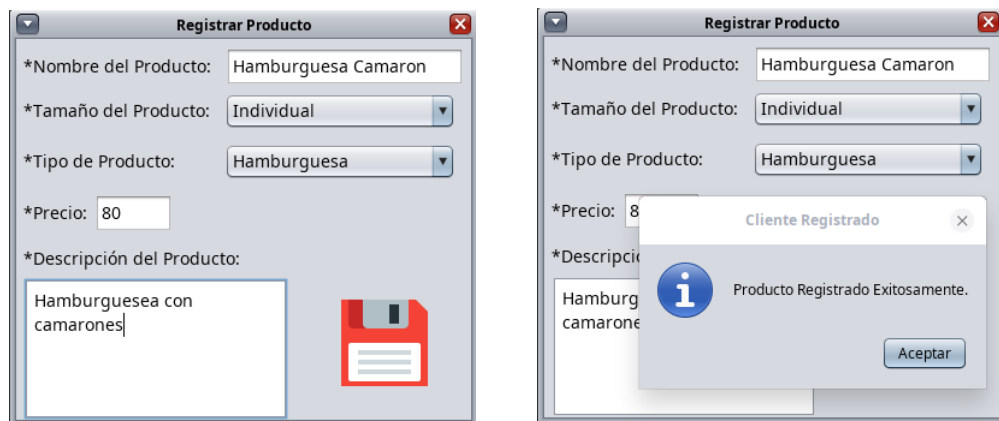 Registrar Producto
*Nombre del Producto: Hamburguesa Camaron
*Tamaño del Producto: Individual
*Tipo de Producto: Hamburguesa
*Precio: 80
*Descripción del Producto:
Hamburguesea con
camarones
Registrar Producto
*Nombre del Producto: Hamburguesa Camaron
*Tamaño del Producto: Individual
*Tipo de Producto: Hamburguesa
*Precio: 8
Cliente Registrado
*Descripció
Producto Registrado Exitosamente.
Hamburg
camarone
Aceptar